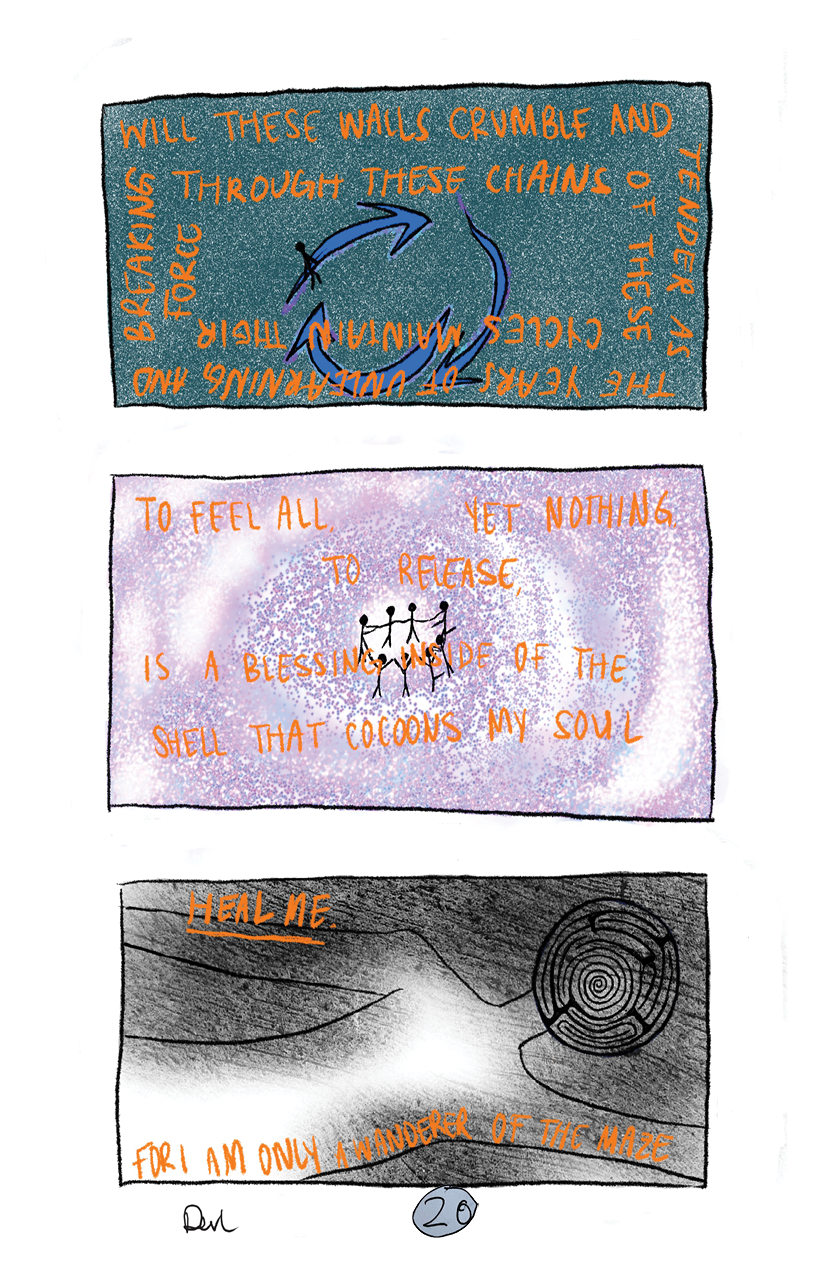 WILL THESE WALLS CRUMBLE AND
TENDER AS
THE YEARS OF UNLEARNING AND
BREAKING
THROUGH THESE CHAINS
OF THESE
CYCLES MAINTAIN THEIR
FORCE
TO FEEL ALL, YET NOTHING.
TO RELEASE,
IS A BLESSING INSIDE OF THE
SHELL THAT COCOONS MY SOUL
HEAL ME.
FOR I AM ONLY A WANDERER OF THE MAZE
20